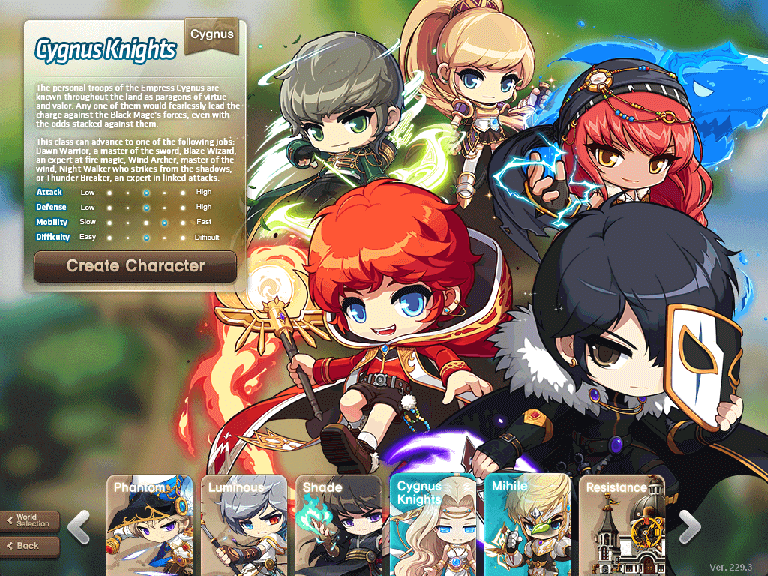 Cygnus
Cygnus Knights
The personal troops of the Empress Cygnus are
known throughout the land as paragons of virtue
and valor. Any one of them would fearlessly lead the
charge against the Black Mage's forces, even with
the odds stacked against them.
This class can advance to one of the following jobs:
Dawn Warrior, a master of the sword, Blaze Wizard,
an expert at fire magic, Wind Archer, master of the
wind, Night Walker who strikes from the shadows,
or Thunder Breaker, an expert in linked attacks.
Attack Low High
Defense Low High
Mobility Slow Fast
Difficulty Easy Difficult
Create Character
Phantom
Luminous
Shade
Cygnus
Knights
Mihile
Resistance
World
Selection
Back
Ver. 229.3